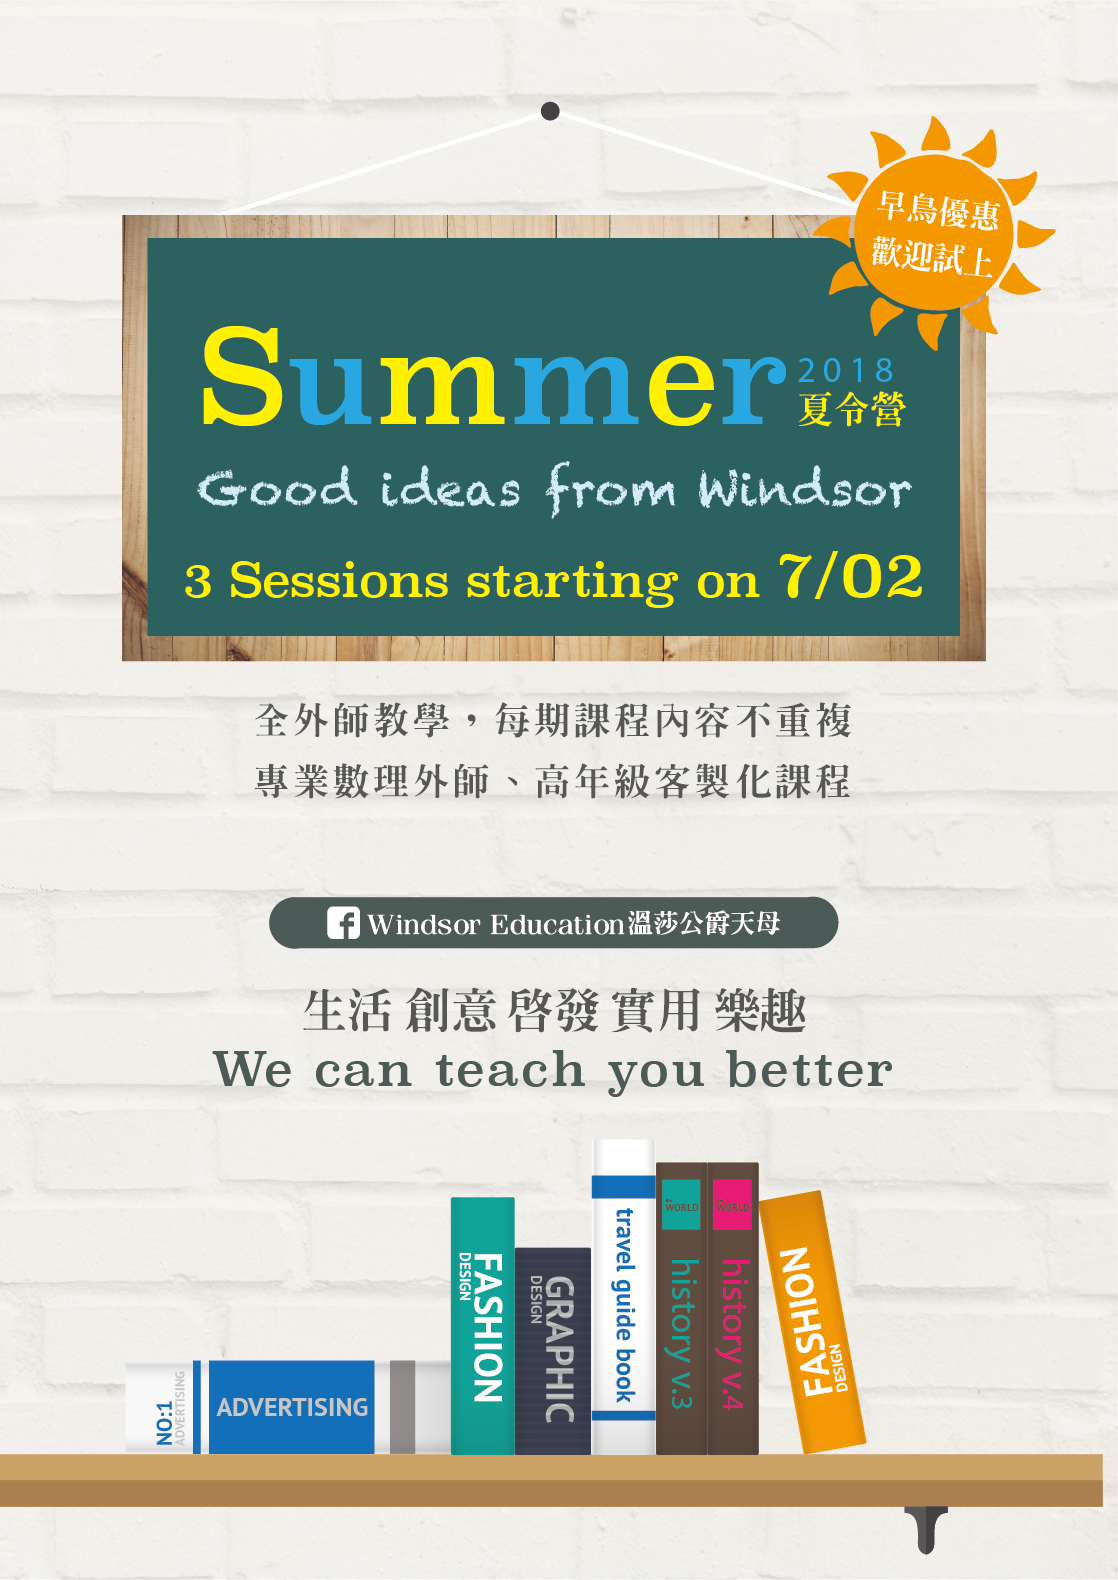 早鳥優惠
歡迎試上
Summer
2018
夏令營
Good ideas from Windsor
3 Sessions starting on 7/02
全外師教學，每期課程內容不重複
專業數理外師、高年級客製化課程
Windsor Education溫莎公爵天母
生活 創意 啓發 實用 樂趣
We can teach you better
NO:1
ADVERTISING
ADVERTISING
FASHION
DESIGN
GRAPHIC
DESIGN
travel guide book
WORLD
history v.3
WORLD
history v.4
FASHION
DESIGN